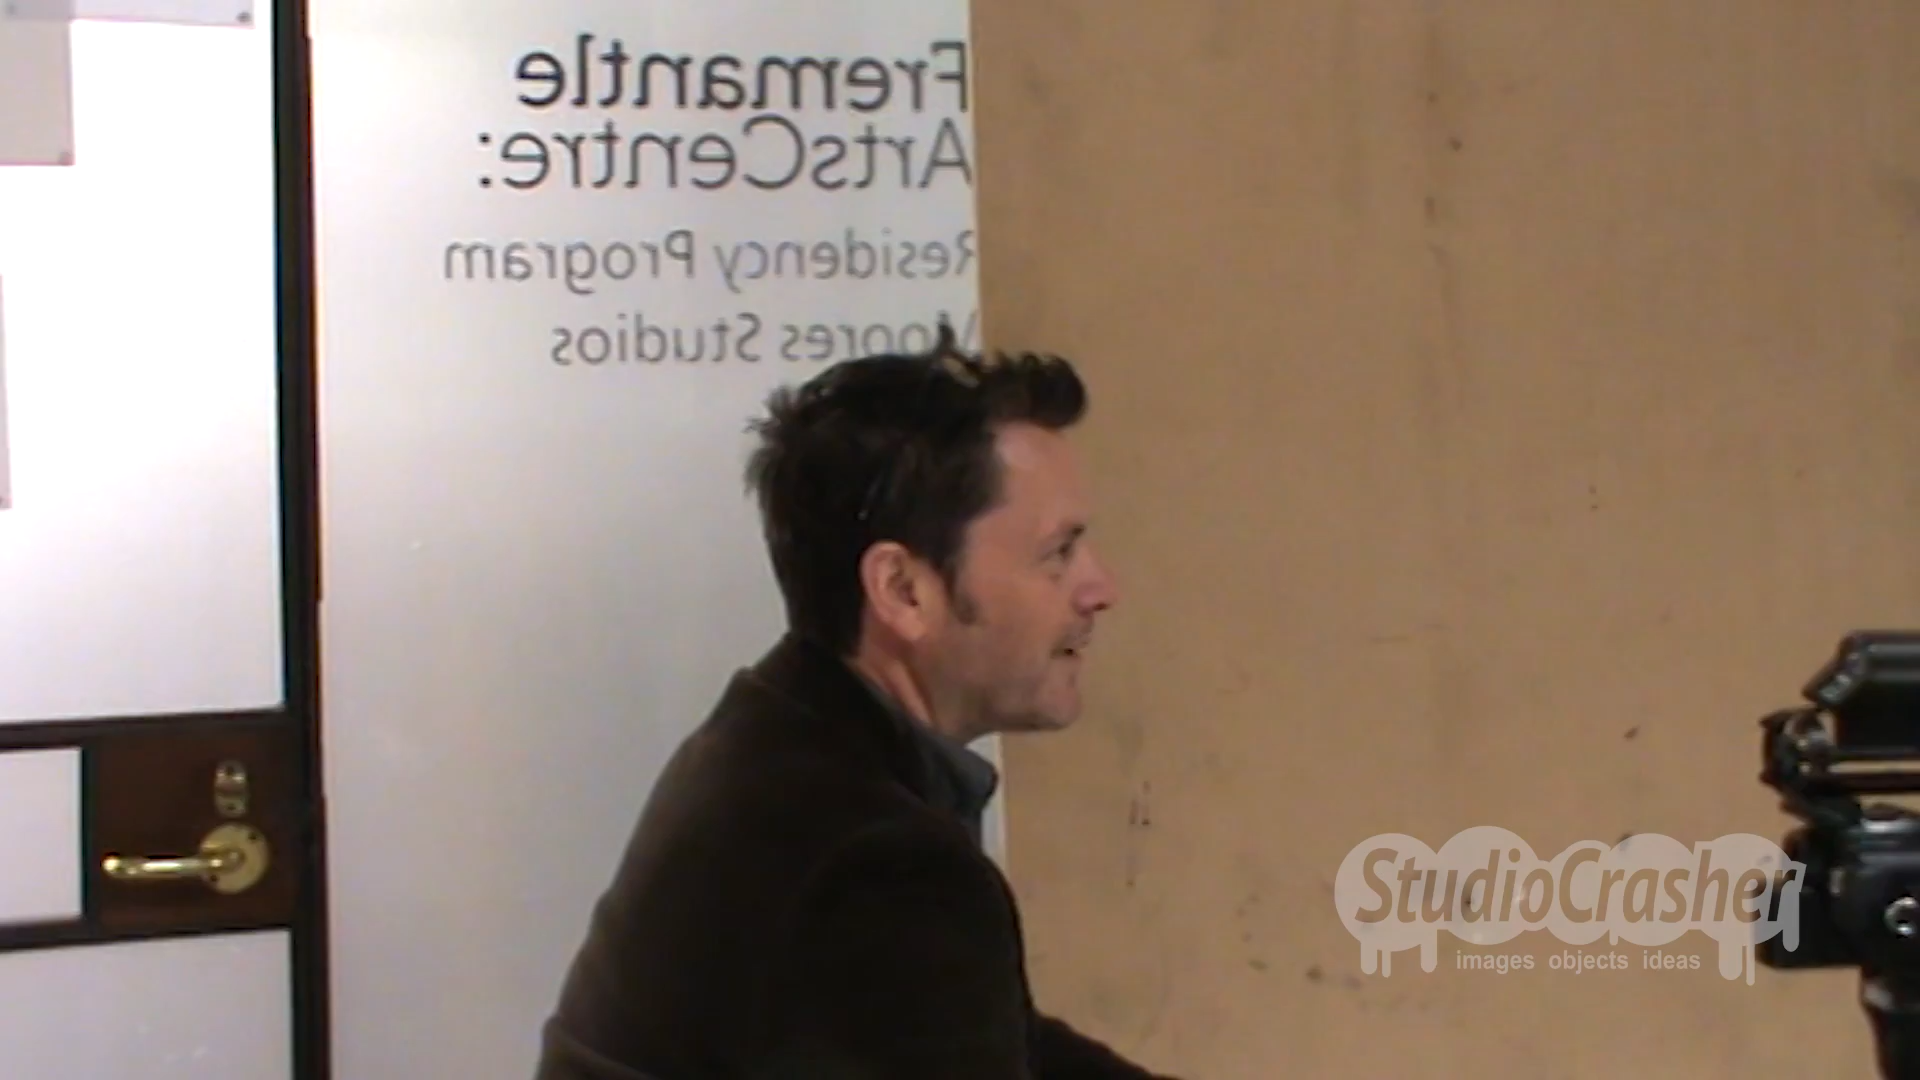 Fremantle
ArtsCentre:
Residency Program
Moores Studios
StudioCrasher
images objects ideas